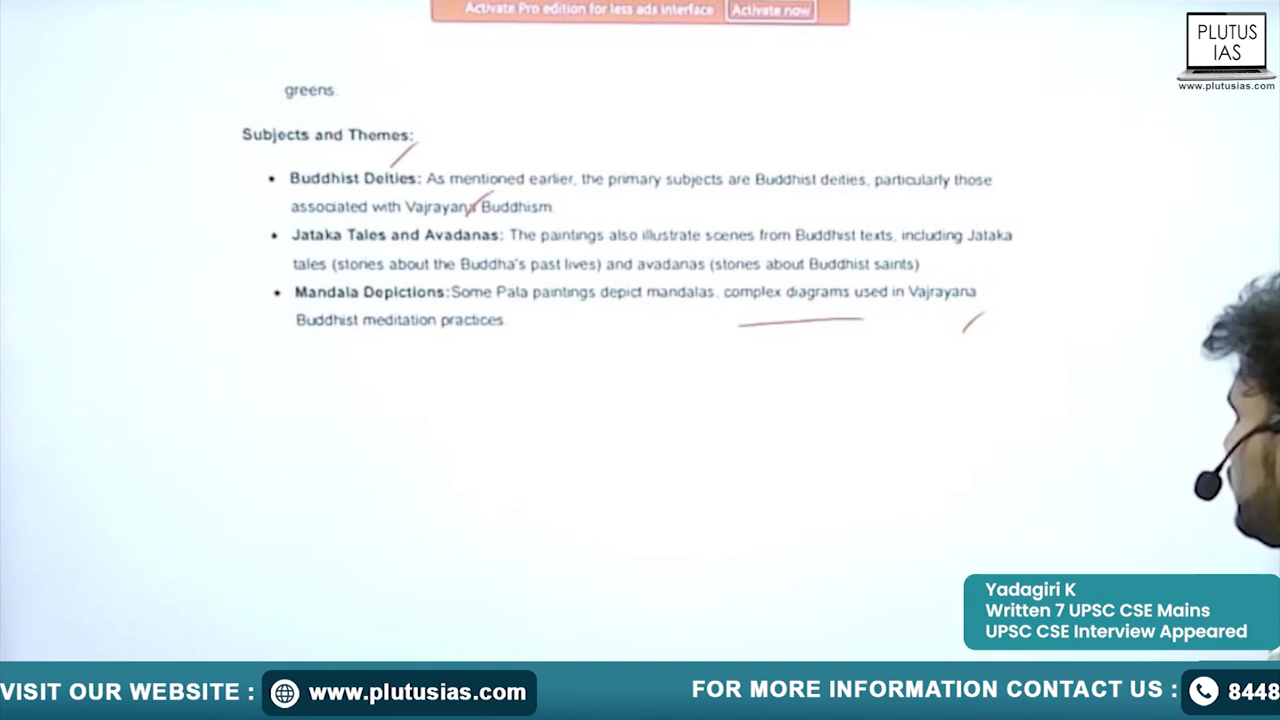 Activate Pro edition for less ads interface Activate now
PLUTUS
IAS
www.plutusias.com
greens.
Subjects and Themes:
• Buddhist Deities: As mentioned earlier, the primary subjects are Buddhist deities, particularly those
associated with Vajrayana Buddhism
• Jataka Tales and Avadanas: The paintings also illustrate scenes from Buddhist texts, including Jataka
tales (stories about the Buddha's past lives) and avadanas (stories about Buddhist saints)
• Mandala Depictions:Some Pala paintings depict mandalas, complex diagrams used in Vajrayana
Buddhist meditation practices
Yadagiri K
Written 7 UPSC CSE Mains
UPSC CSE Interview Appeared
VISIT OUR WEBSITE : www.plutusias.com FOR MORE INFORMATION CONTACT US : 8448